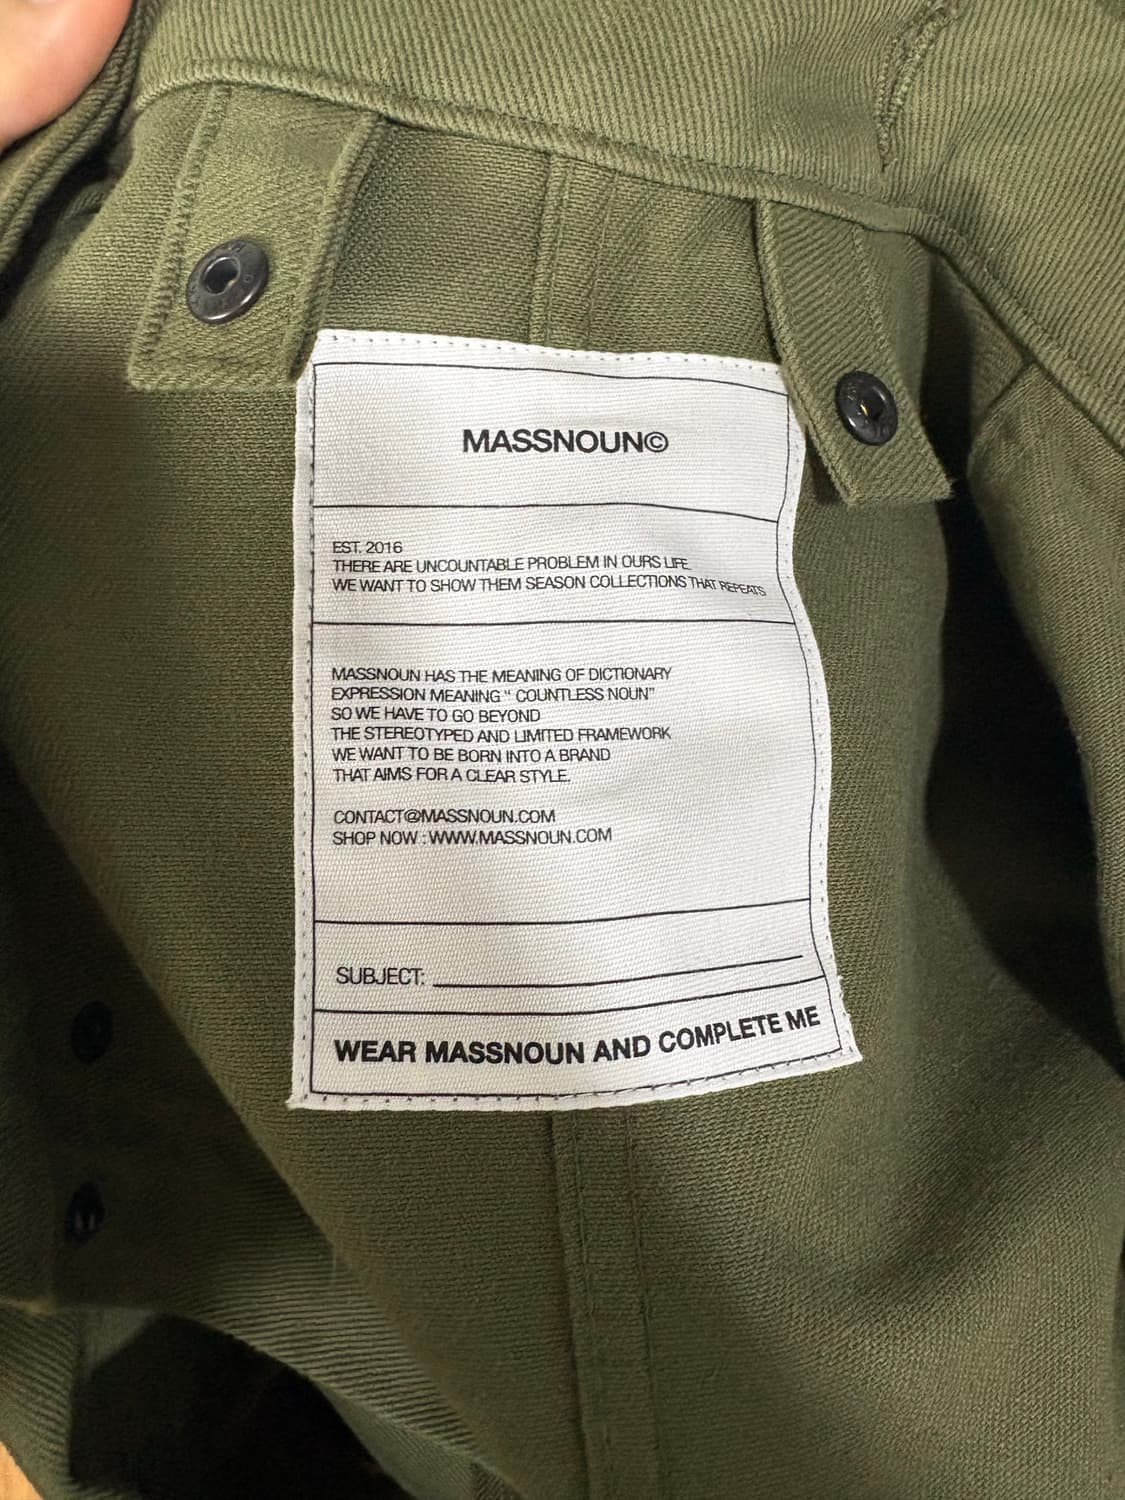 MASSNOUN©
EST. 2016
THERE ARE UNCOUNTABLE PROBLEM IN OURS LIFE.
WE WANT TO SHOW THEM SEASON COLLECTIONS THAT REPEATS
MASSNOUN HAS THE MEANING OF DICTIONARY
EXPRESSION MEANING “ COUNTLESS NOUN”
SO WE HAVE TO GO BEYOND
THE STEREOTYPED AND LIMITED FRAMEWORK
WE WANT TO BE BORN INTO A BRAND
THAT AIMS FOR A CLEAR STYLE.
CONTACT@MASSNOUN.COM
SHOP NOW : WWW.MASSNOUN.COM
SUBJECT:
WEAR MASSNOUN AND COMPLETE ME